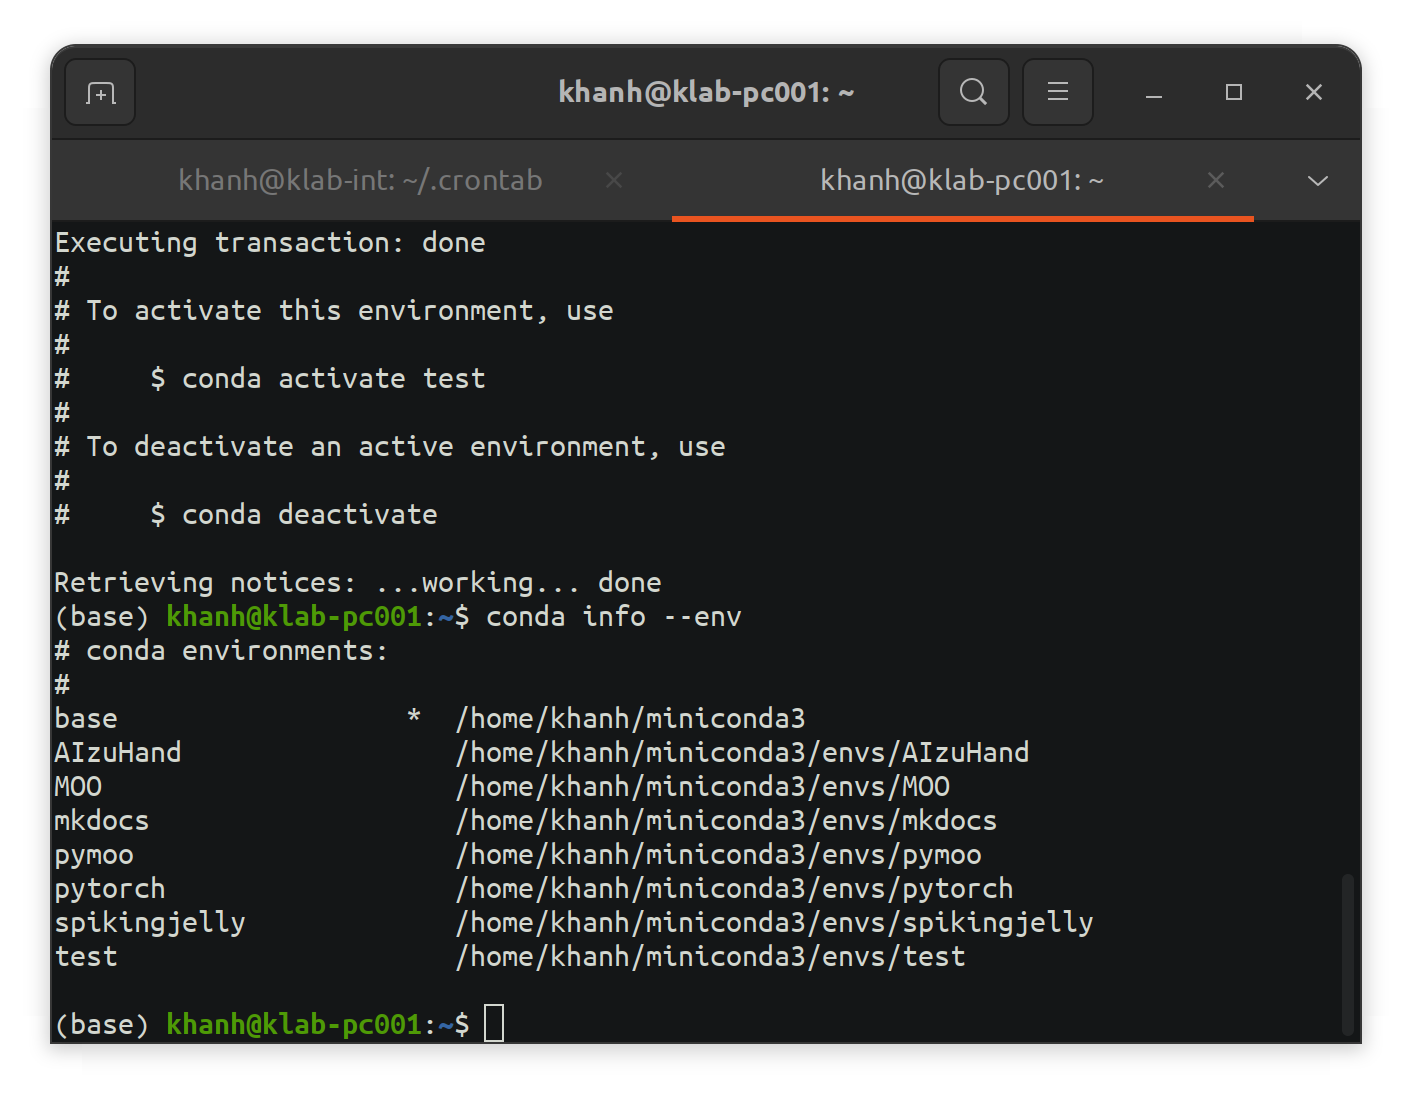 khanh@klab-pc001: ~
khanh@klab-int: ~/.crontab
khanh@klab-pc001: ~
Executing transaction: done
#
# To activate this environment, use
#
#     $ conda activate test
#
# To deactivate an active environment, use
#
#     $ conda deactivate
Retrieving notices: ...working... done
(base) khanh@klab-pc001:~$ conda info --env
# conda environments:
#
base                  *  /home/khanh/miniconda3
AIzuHand                 /home/khanh/miniconda3/envs/AIzuHand
MOO                      /home/khanh/miniconda3/envs/MOO
mkdocs                   /home/khanh/miniconda3/envs/mkdocs
pymoo                    /home/khanh/miniconda3/envs/pymoo
pytorch                  /home/khanh/miniconda3/envs/pytorch
spikingjelly             /home/khanh/miniconda3/envs/spikingjelly
test                     /home/khanh/miniconda3/envs/test
(base) khanh@klab-pc001:~$